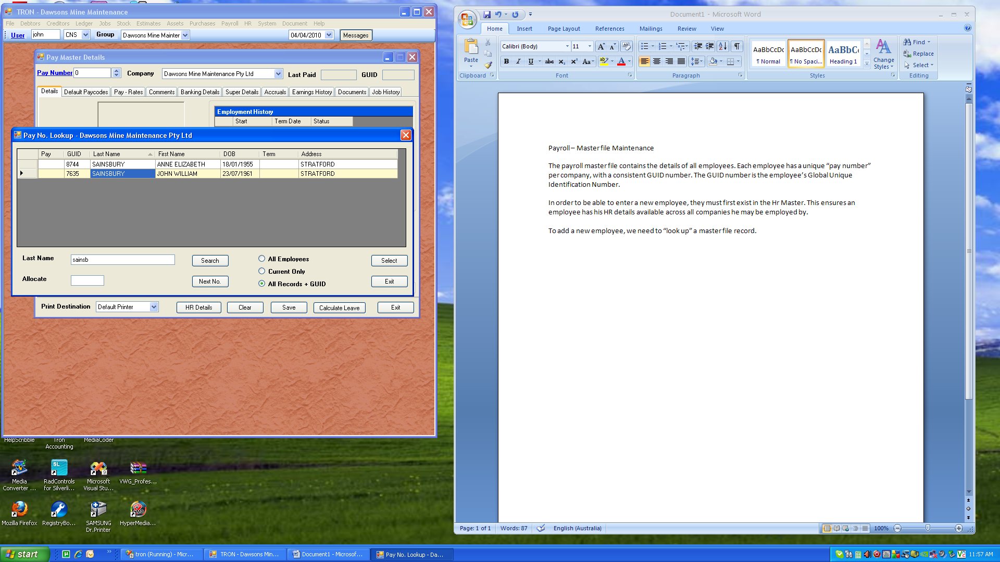 TRON - Dawsons Mine Maintenance
File Debtors Creditors Ledger Jobs Stock Estimates Assets Purchases Payroll HR System Document Help
User john CNS Group Dawsons Mine Mainter 04/04/2010 Messages
Pay Master Details
Pay Number 0 Company Dawsons Mine Maintenance Pty Ltd Last Paid GUID
Details Default Paycodes Pay - Rates Comments Banking Details Super Details Accruals Earnings History Documents Job History
Employment History
Start Term Date Status
Pay No. Lookup - Dawsons Mine Maintenance Pty Ltd
Pay GUID Last Name First Name DOB Term Address
8744 SAINSBURY ANNE ELIZABETH 18/01/1955 STRATFORD
7635 SAINSBURY JOHN WILLIAM 23/07/1961 STRATFORD
Last Name sainsb Search All Employees Select
Current Only
Allocate Next No. All Records + GUID Exit
Print Destination Default Printer HR Details Clear Save Calculate Leave Exit
HelpScribble Tron Accounting MediaCoder
Media Converter ... RadControls for Silverli... Microsoft Visual Stu... VWG_Profes...
Mozilla Firefox RegistryBo... SAMSUNG Dr.Printer HyperMedia...
Document1 - Microsoft Word
Home Insert Page Layout References Mailings Review View
Paste Calibri (Body) 11 AaBbCcDc AaBbCcDc AaBbCc Change Styles Find
Replace
¶ Normal ¶ No Spaci... Heading 1 Select
Clipboard Font Paragraph Styles Editing
Payroll – Master file Maintenance
The payroll master file contains the details of all employees. Each employee has a unique “pay number”
per company, with a consistent GUID number. The GUID number is the employee’s Global Unique
Identification Number.
In order to be able to enter a new employee, they must first exist in the Hr Master. This ensures an
employee has his HR details available across all companies he may be employed by.
To add a new employee, we need to “look up” a master file record.
Page: 1 of 1 Words: 87 English (Australia) 100%
start tron (Running) - Micr... TRON - Dawsons Min... Document1 - Microsof... Pay No. Lookup - Da... 11:57 AM